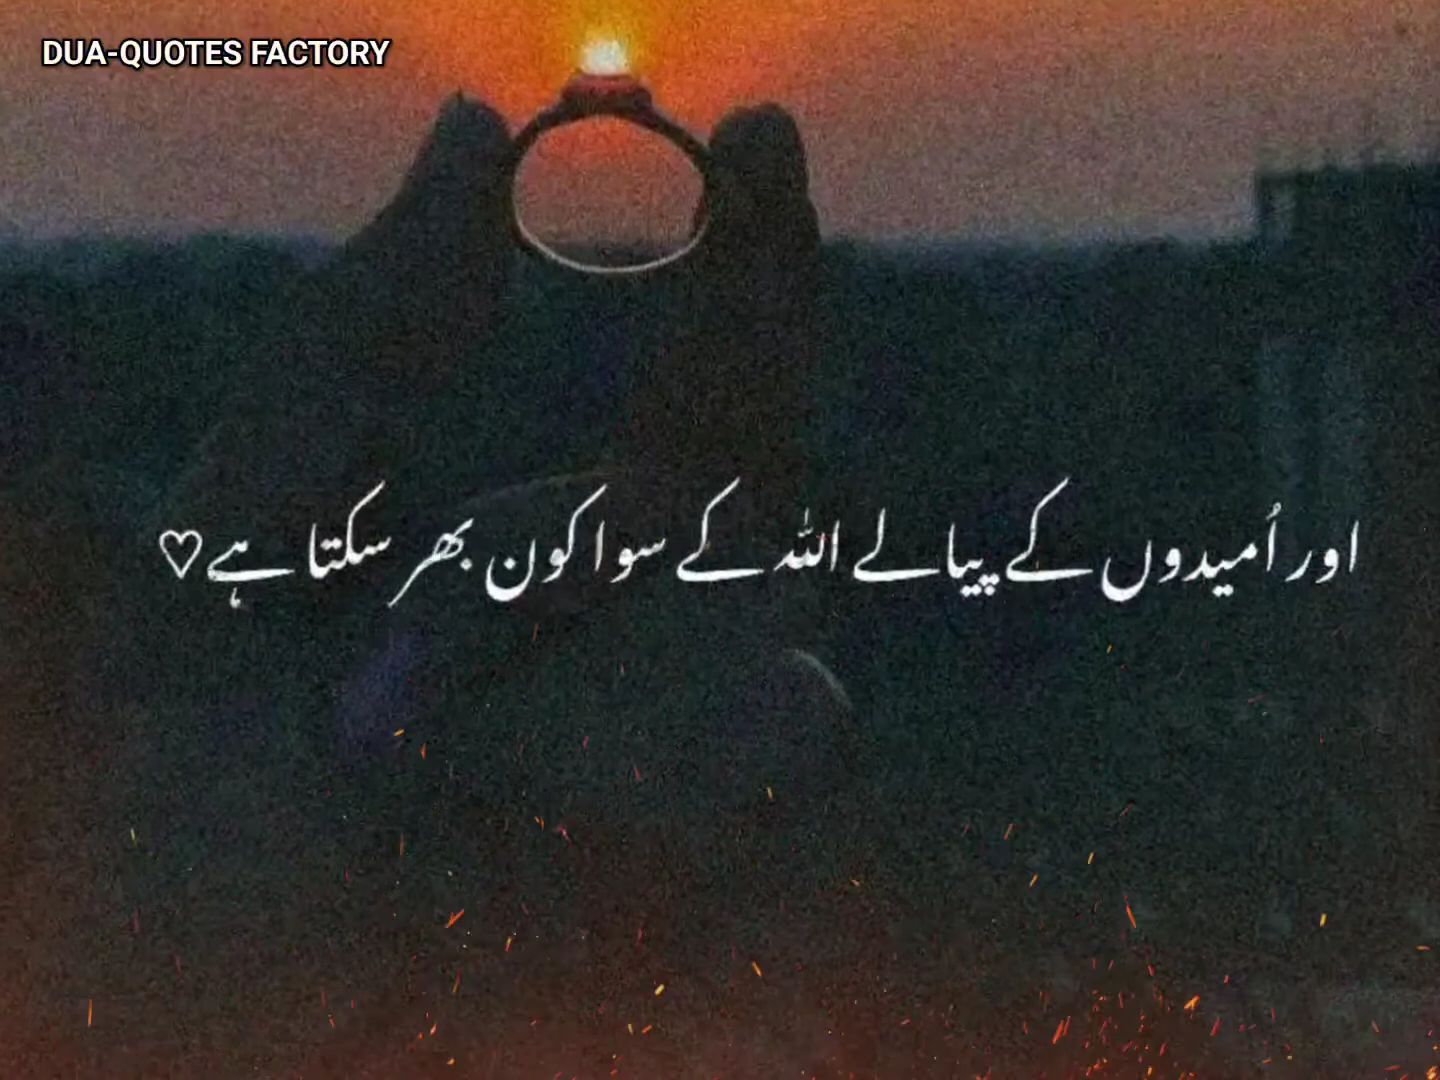 DUA-QUOTES FACTORY
اور اُمیدوں کے پیالے اللہ کے سوا کون بھر سکتا ہے♡